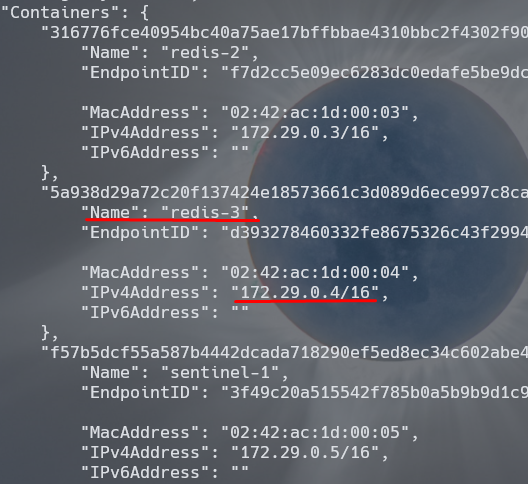 "Containers": {
"316776fce40954bc40a75ae17bffbbae4310bbc2f4302f90
"Name": "redis-2",
"EndpointID": "f7d2cc5e09ec6283dc0edafe5be9dc
"MacAddress": "02:42:ac:1d:00:03",
"IPv4Address": "172.29.0.3/16",
"IPv6Address": ""
},
"5a938d29a72c20f137424e18573661c3d089d6ece997c8ca
"Name": "redis-3",
"EndpointID": "d393278460332fe8675326c43f2994
"MacAddress": "02:42:ac:1d:00:04",
"IPv4Address": "172.29.0.4/16",
"IPv6Address": ""
},
"f57b5dcf55a587b4442dcada718290ef5ed8ec34c602abe4
"Name": "sentinel-1",
"EndpointID": "3f49c20a515542f785b0a5b9b9d1c9
"MacAddress": "02:42:ac:1d:00:05",
"IPv4Address": "172.29.0.5/16",
"IPv6Address": ""